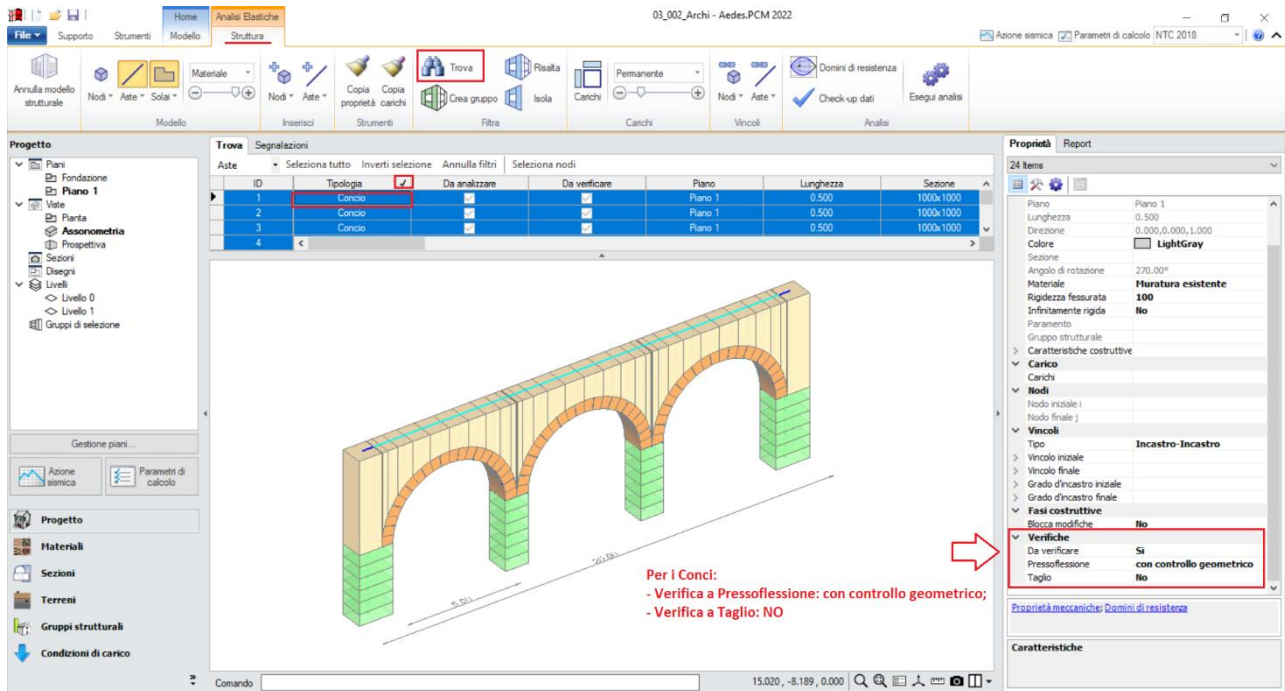 03_002_Archi - Aedes.PCM 2022
Home
Analisi Elastiche
File
Supporto
Strumenti
Modello
Struttura
Azione sismica
Parametri di calcolo
NTC 2018
Annulla modello
strutturale
Nodi
Aste
Solai
Materiale
Modello
Nodi
Aste
Inserisci
Copia
proprietà
Copia
carichi
Strumenti
Trova
Crea gruppo
Risalta
Isola
Filtra
Carichi
Permanente
Carichi
Nodi
Aste
Vincoli
Domini di resistenza
Check-up dati
Esegui analisi
Analisi
Progetto
Piani
Fondazione
Piano 1
Viste
Pianta
Assonometria
Prospettiva
Sezioni
Disegni
Livelli
Livello 0
Livello 1
Gruppi di selezione
Gestione piani...
Azione
sismica
Parametri di
calcolo
Progetto
Materiali
Sezioni
Terreni
Gruppi strutturali
Condizioni di carico
Trova
Segnalazioni
Aste
Seleziona tutto
Inverti selezione
Annulla filtri
Seleziona nodi
ID Tipologia Da analizzare Da verificare Piano Lunghezza Sezione
1 Concio Piano 1 0.500 1000x1000
2 Concio Piano 1 0.500 1000x1000
3 Concio Piano 1 0.500 1000x1000
4
Per i Conci:
- Verifica a Pressoflessione: con controllo geometrico;
- Verifica a Taglio: NO
Comando
15.020 , -8.189 , 0.000
Proprietà
Report
24 Items
Piano Piano 1
Lunghezza 0.500
Direzione 0.000,0.000,1.000
Colore LightGray
Sezione
Angolo di rotazione 270.00°
Materiale Muratura esistente
Rigidezza fessurata 100
Infinitamente rigida No
Paramento
Gruppo strutturale
Caratteristiche costruttive
Carico
Carichi
Nodi
Nodo iniziale i
Nodo finale j
Vincoli
Tipo Incastro-Incastro
Vincolo iniziale
Vincolo finale
Grado d'incastro iniziale
Grado d'incastro finale
Fasi costruttive
Blocca modifiche No
Verifiche
Da verificare Sì
Pressoflessione con controllo geometrico
Taglio No
Proprietà meccaniche; Domini di resistenza
Caratteristiche